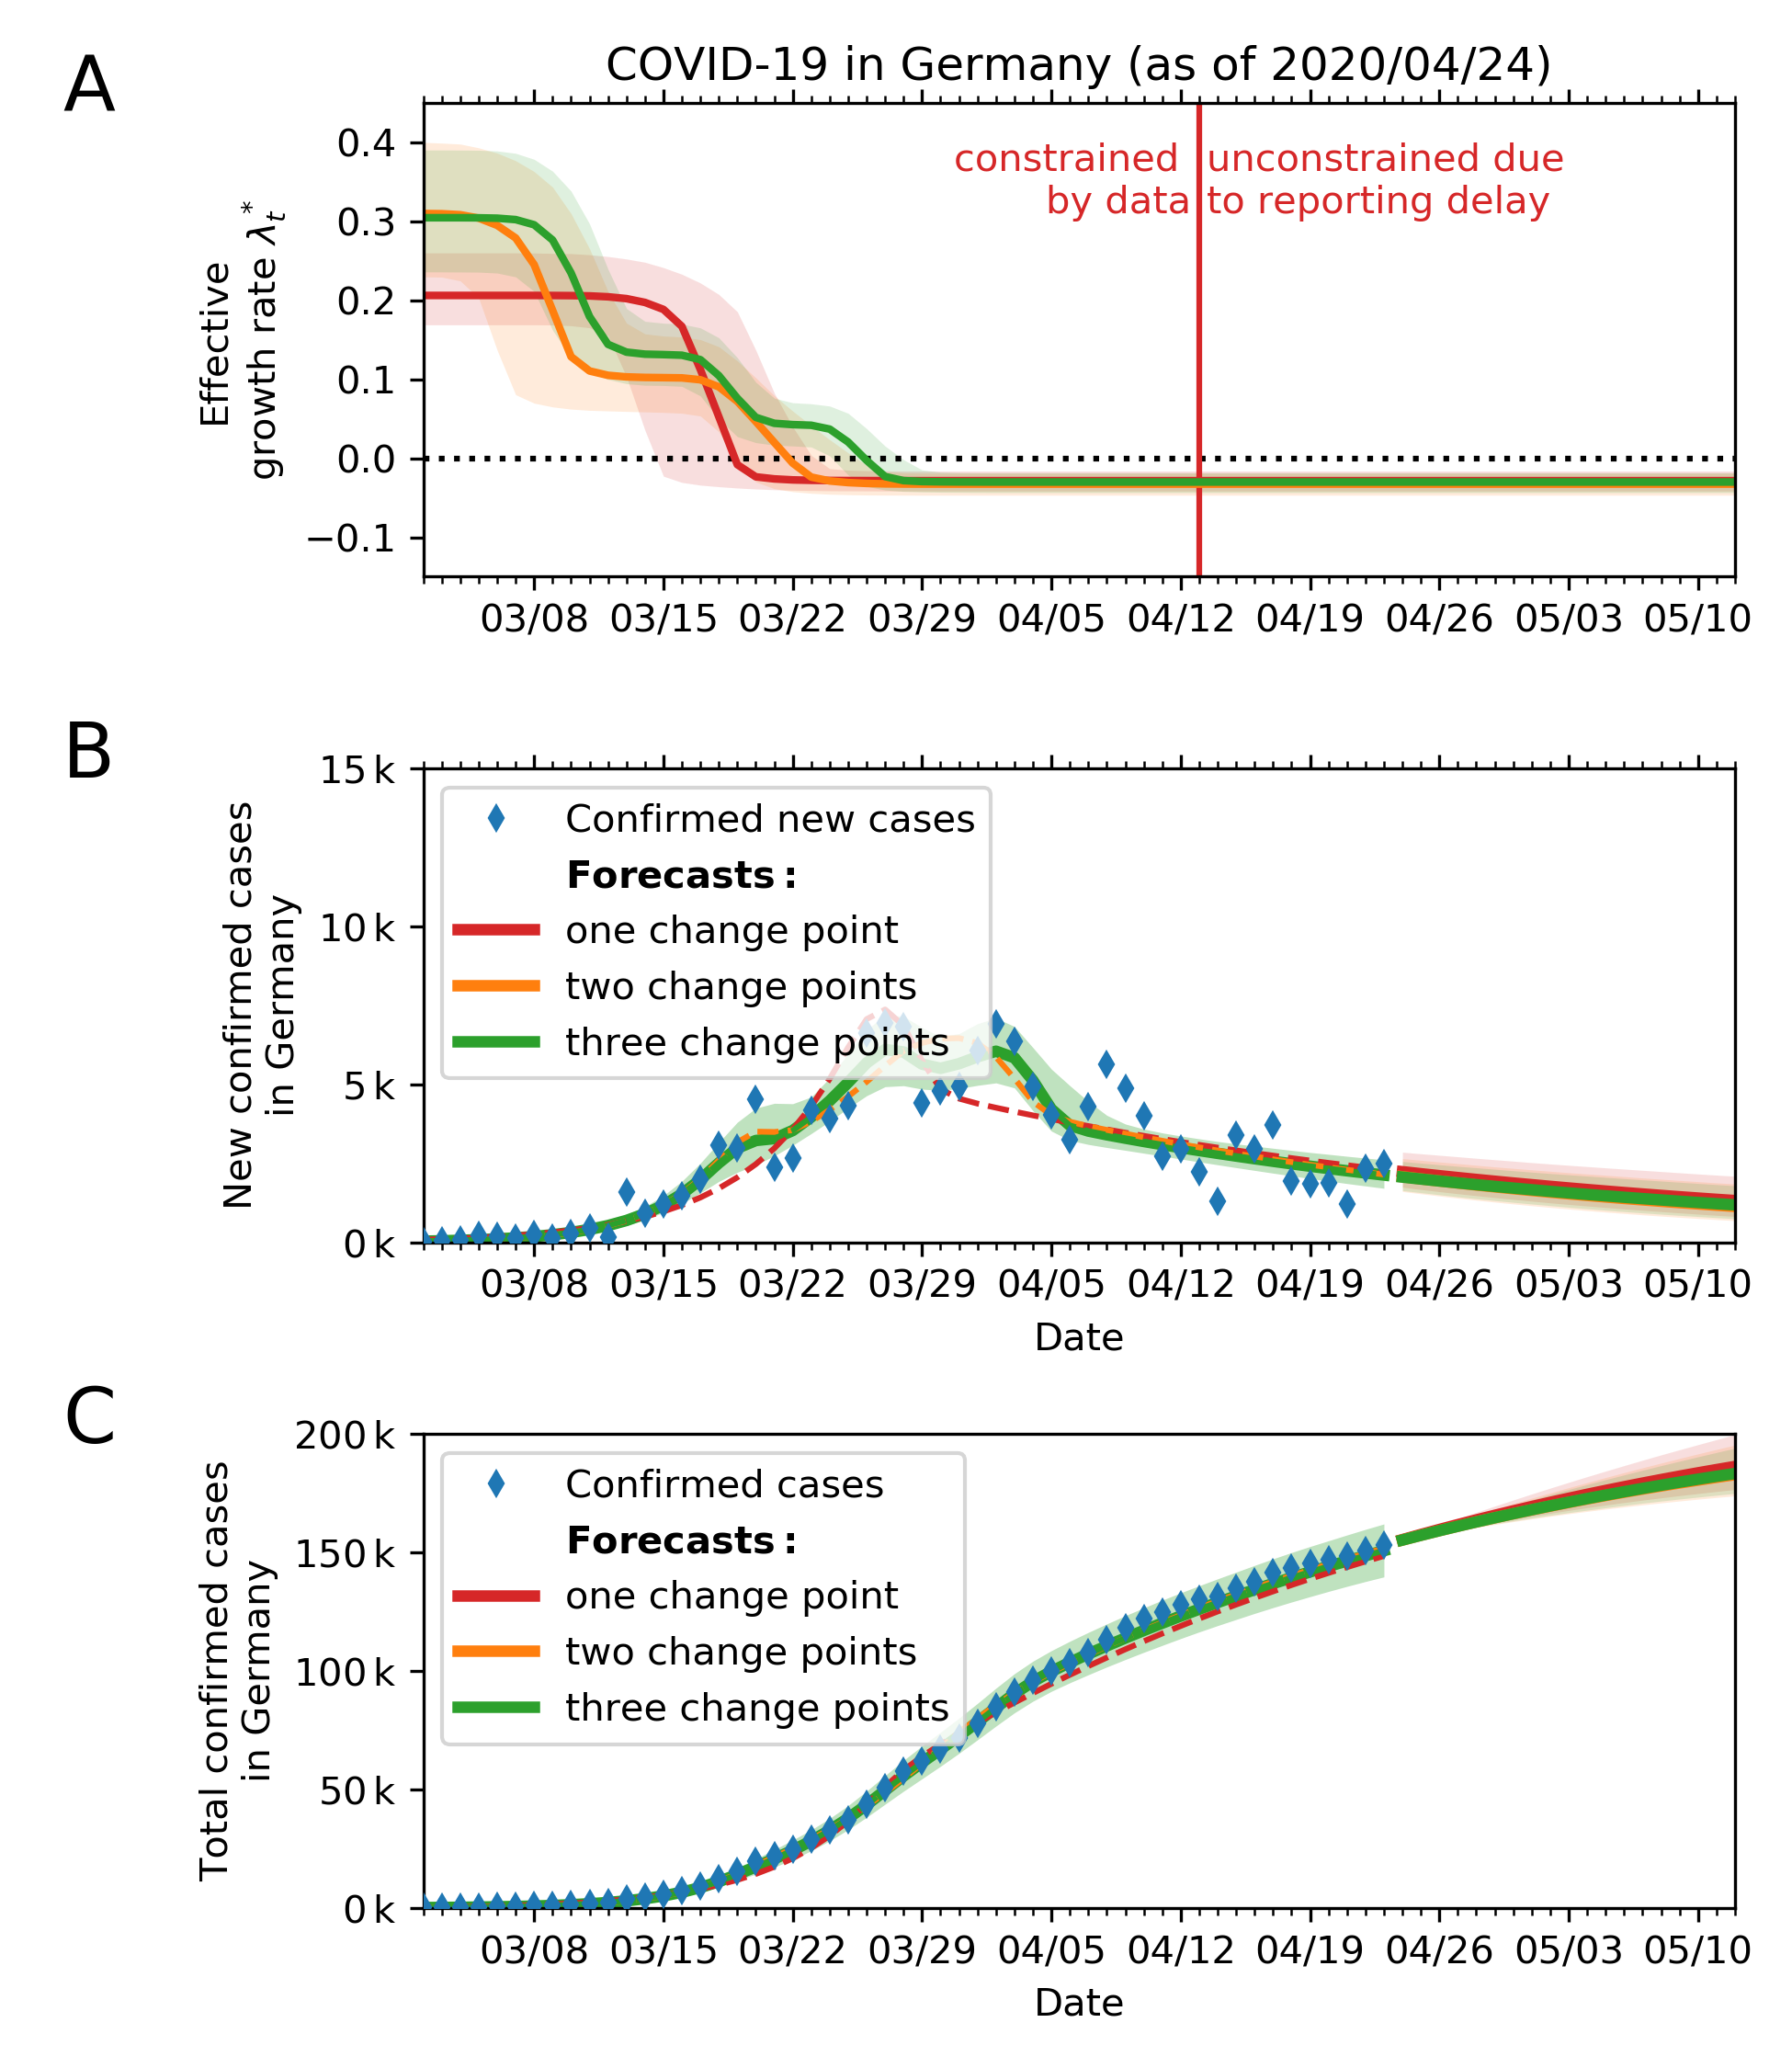 A
COVID-19 in Germany (as of 2020/04/24)
Effective
growth rate λ*t
0.4
0.3
0.2
0.1
0.0
−0.1
constrained
by data
unconstrained due
to reporting delay
03/08 03/15 03/22 03/29 04/05 04/12 04/19 04/26 05/03 05/10
B
New confirmed cases
in Germany
15 k
10 k
5 k
0 k
Confirmed new cases
Forecasts:
one change point
two change points
three change points
03/08 03/15 03/22 03/29 04/05 04/12 04/19 04/26 05/03 05/10
Date
C
Total confirmed cases
in Germany
200 k
150 k
100 k
50 k
0 k
Confirmed cases
Forecasts:
one change point
two change points
three change points
03/08 03/15 03/22 03/29 04/05 04/12 04/19 04/26 05/03 05/10
Date